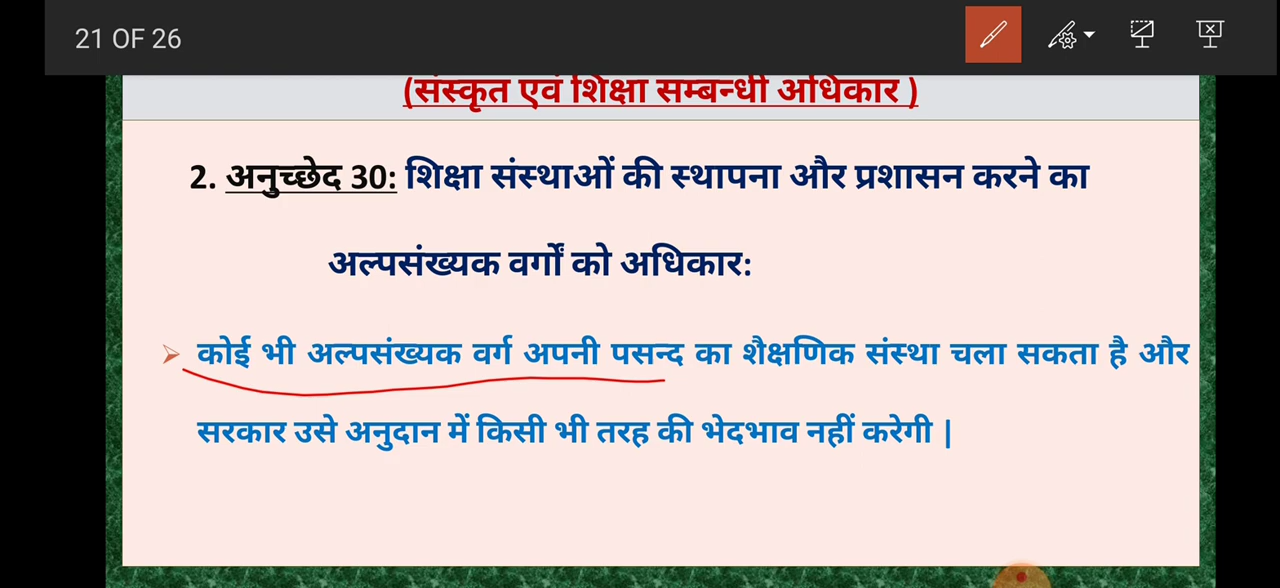 21 OF 26
(संस्कृत एवं शिक्षा सम्बन्धी अधिकार )
2. अनुच्छेद 30: शिक्षा संस्थाओं की स्थापना और प्रशासन करने का
अल्पसंख्यक वर्गों को अधिकार:
➢ कोई भी अल्पसंख्यक वर्ग अपनी पसन्द का शैक्षणिक संस्था चला सकता है और
सरकार उसे अनुदान में किसी भी तरह की भेदभाव नहीं करेगी |